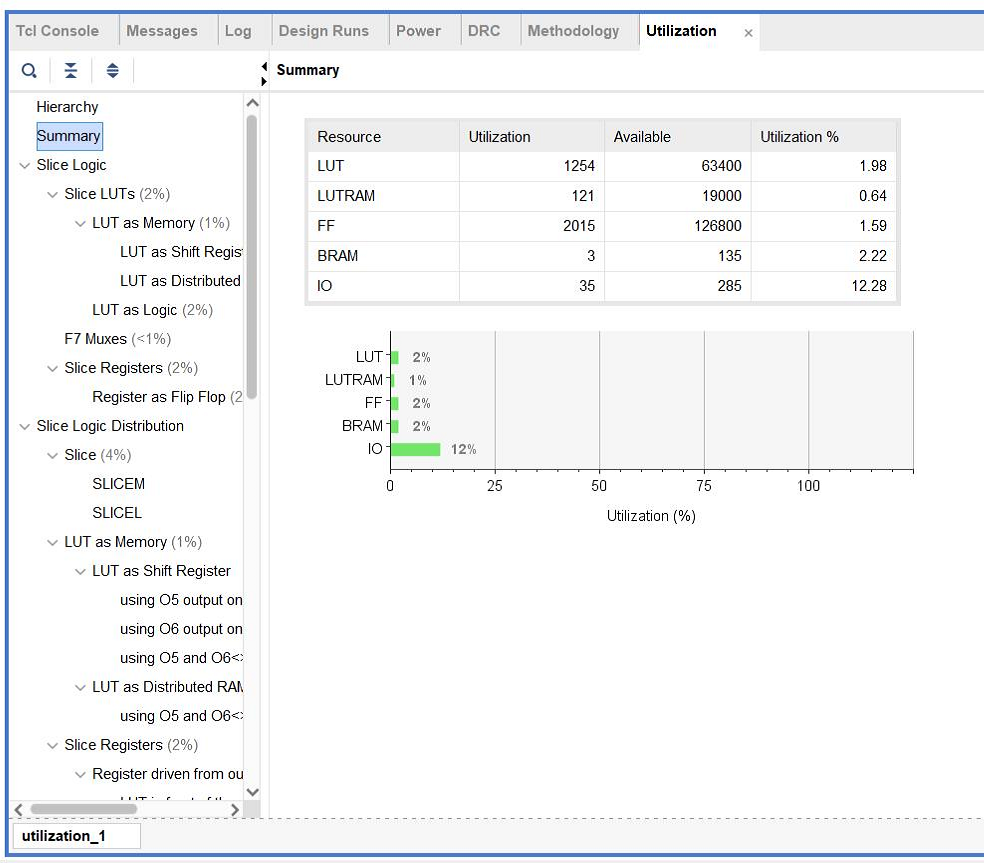 Tcl Console Messages Log Design Runs Power DRC Methodology Utilization ×
Summary
Hierarchy
Summary
Slice Logic
Slice LUTs (2%)
LUT as Memory (1%)
LUT as Shift Regist
LUT as Distributed
LUT as Logic (2%)
F7 Muxes (<1%)
Slice Registers (2%)
Register as Flip Flop (2
Slice Logic Distribution
Slice (4%)
SLICEM
SLICEL
LUT as Memory (1%)
LUT as Shift Register
using O5 output on
using O6 output on
using O5 and O6<>
LUT as Distributed RAM
using O5 and O6<>
Slice Registers (2%)
Register driven from ou
Resource Utilization Available Utilization %
LUT 1254 63400 1.98
LUTRAM 121 19000 0.64
FF 2015 126800 1.59
BRAM 3 135 2.22
IO 35 285 12.28
LUT 2%
LUTRAM 1%
FF 2%
BRAM 2%
IO 12%
0 25 50 75 100
Utilization (%)
utilization_1